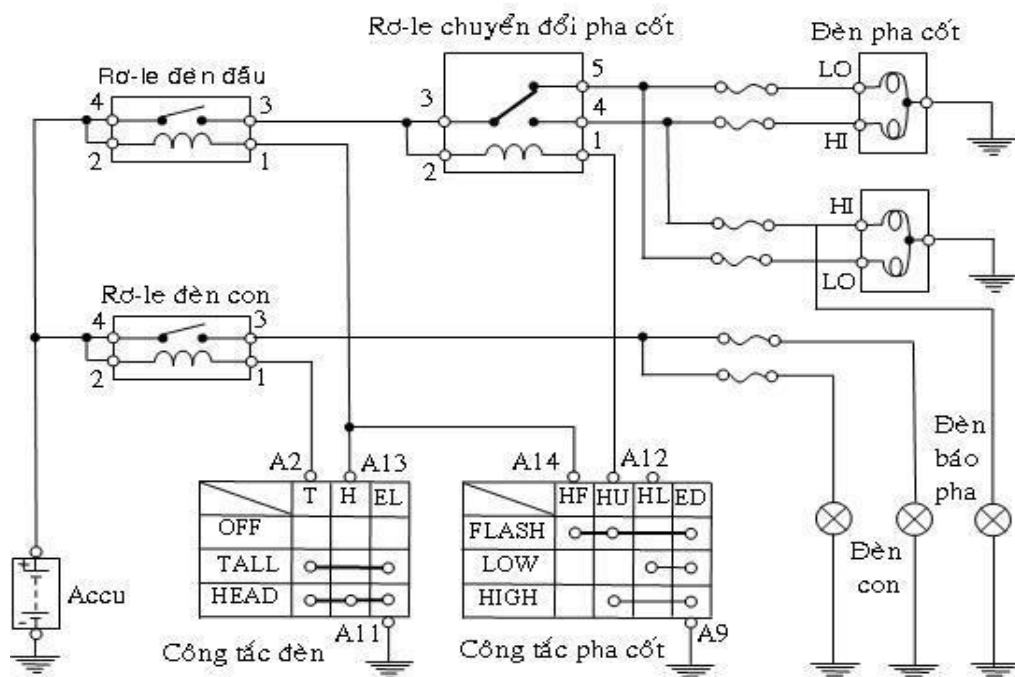 Rơ-le chuyển đổi pha cốt
Đèn pha cốt
Rơ-le đèn đầu
4
3
2
1
3
5
4
1
2
LO
HI
HI
LO
Rơ-le đèn con
4
3
2
1
A2
A13
T H EL
OFF
TALL
HEAD
A11
Công tắc đèn
A14
A12
HF HU HL ED
FLASH
LOW
HIGH
A9
Công tắc pha cốt
Đèn
báo
pha
Đèn
con
+
-
Accu